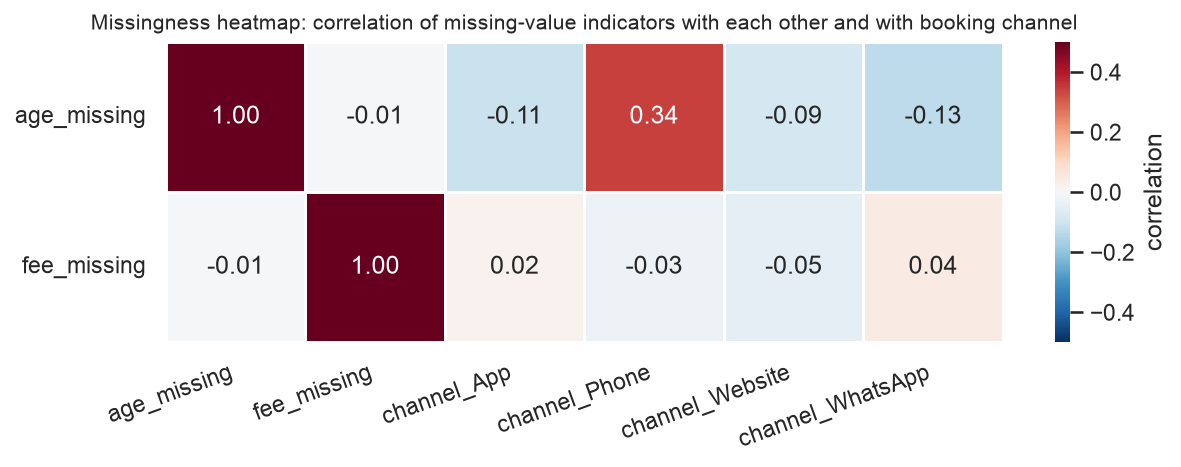 Missingness heatmap: correlation of missing-value indicators with each other and with booking channel
age_missing 1.00 -0.01 -0.11 0.34 -0.09 -0.13
fee_missing -0.01 1.00 0.02 -0.03 -0.05 0.04
age_missing fee_missing channel_App channel_Phone channel_Website channel_WhatsApp
0.4
0.2
0.0
−0.2
−0.4
correlation